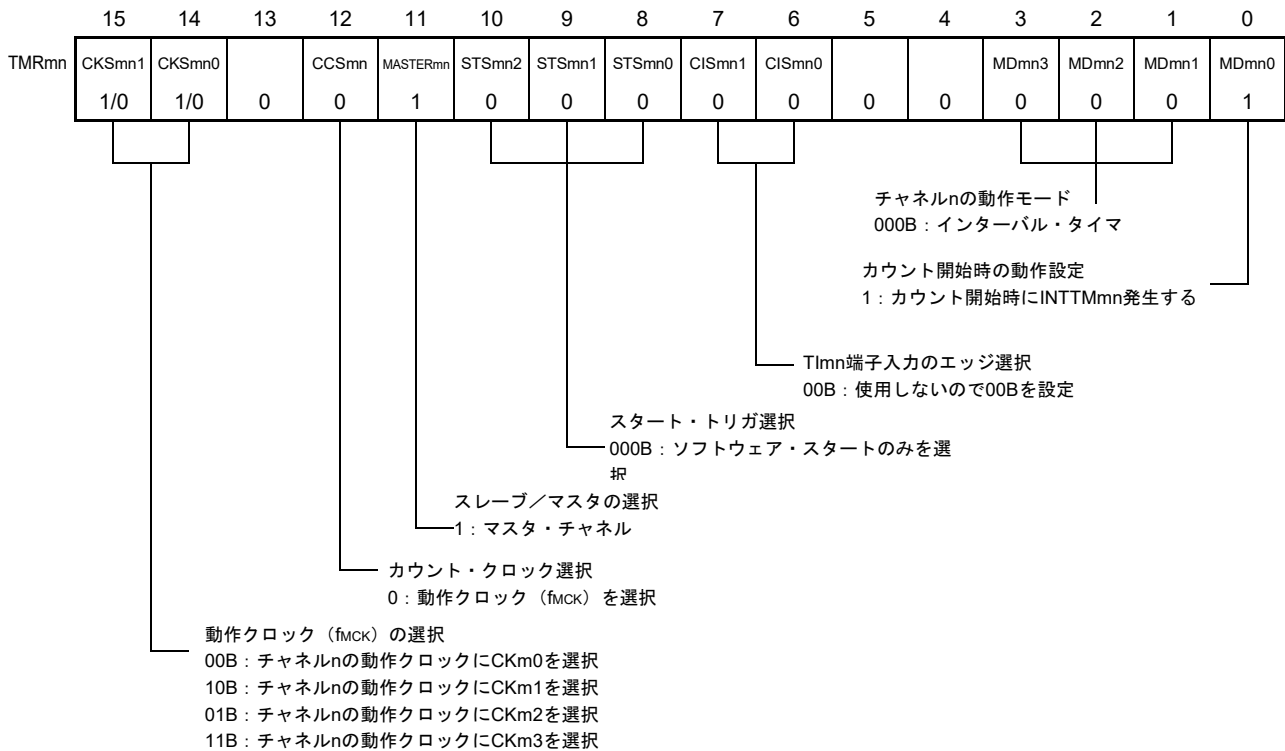 15 14 13 12 11 10 9 8 7 6 5 4 3 2 1 0
TMRmn CKSmn1 CKSmn0 CCSmn MASTERmn STSmn2 STSmn1 STSmn0 CISmn1 CISmn0 MDmn3 MDmn2 MDmn1 MDmn0
1/0 1/0 0 0 1 0 0 0 0 0 0 0 0 0 0 1
チャネルnの動作モード
000B：インターバル・タイマ
カウント開始時の動作設定
1：カウント開始時にINTTMmn発生する
TImn端子入力のエッジ選択
00B：使用しないので00Bを設定
スタート・トリガ選択
000B：ソフトウェア・スタートのみを選
択
スレーブ／マスタの選択
1：マスタ・チャネル
カウント・クロック選択
0：動作クロック（fMCK）を選択
動作クロック（fMCK）の選択
00B：チャネルnの動作クロックにCKm0を選択
10B：チャネルnの動作クロックにCKm1を選択
01B：チャネルnの動作クロックにCKm2を選択
11B：チャネルnの動作クロックにCKm3を選択